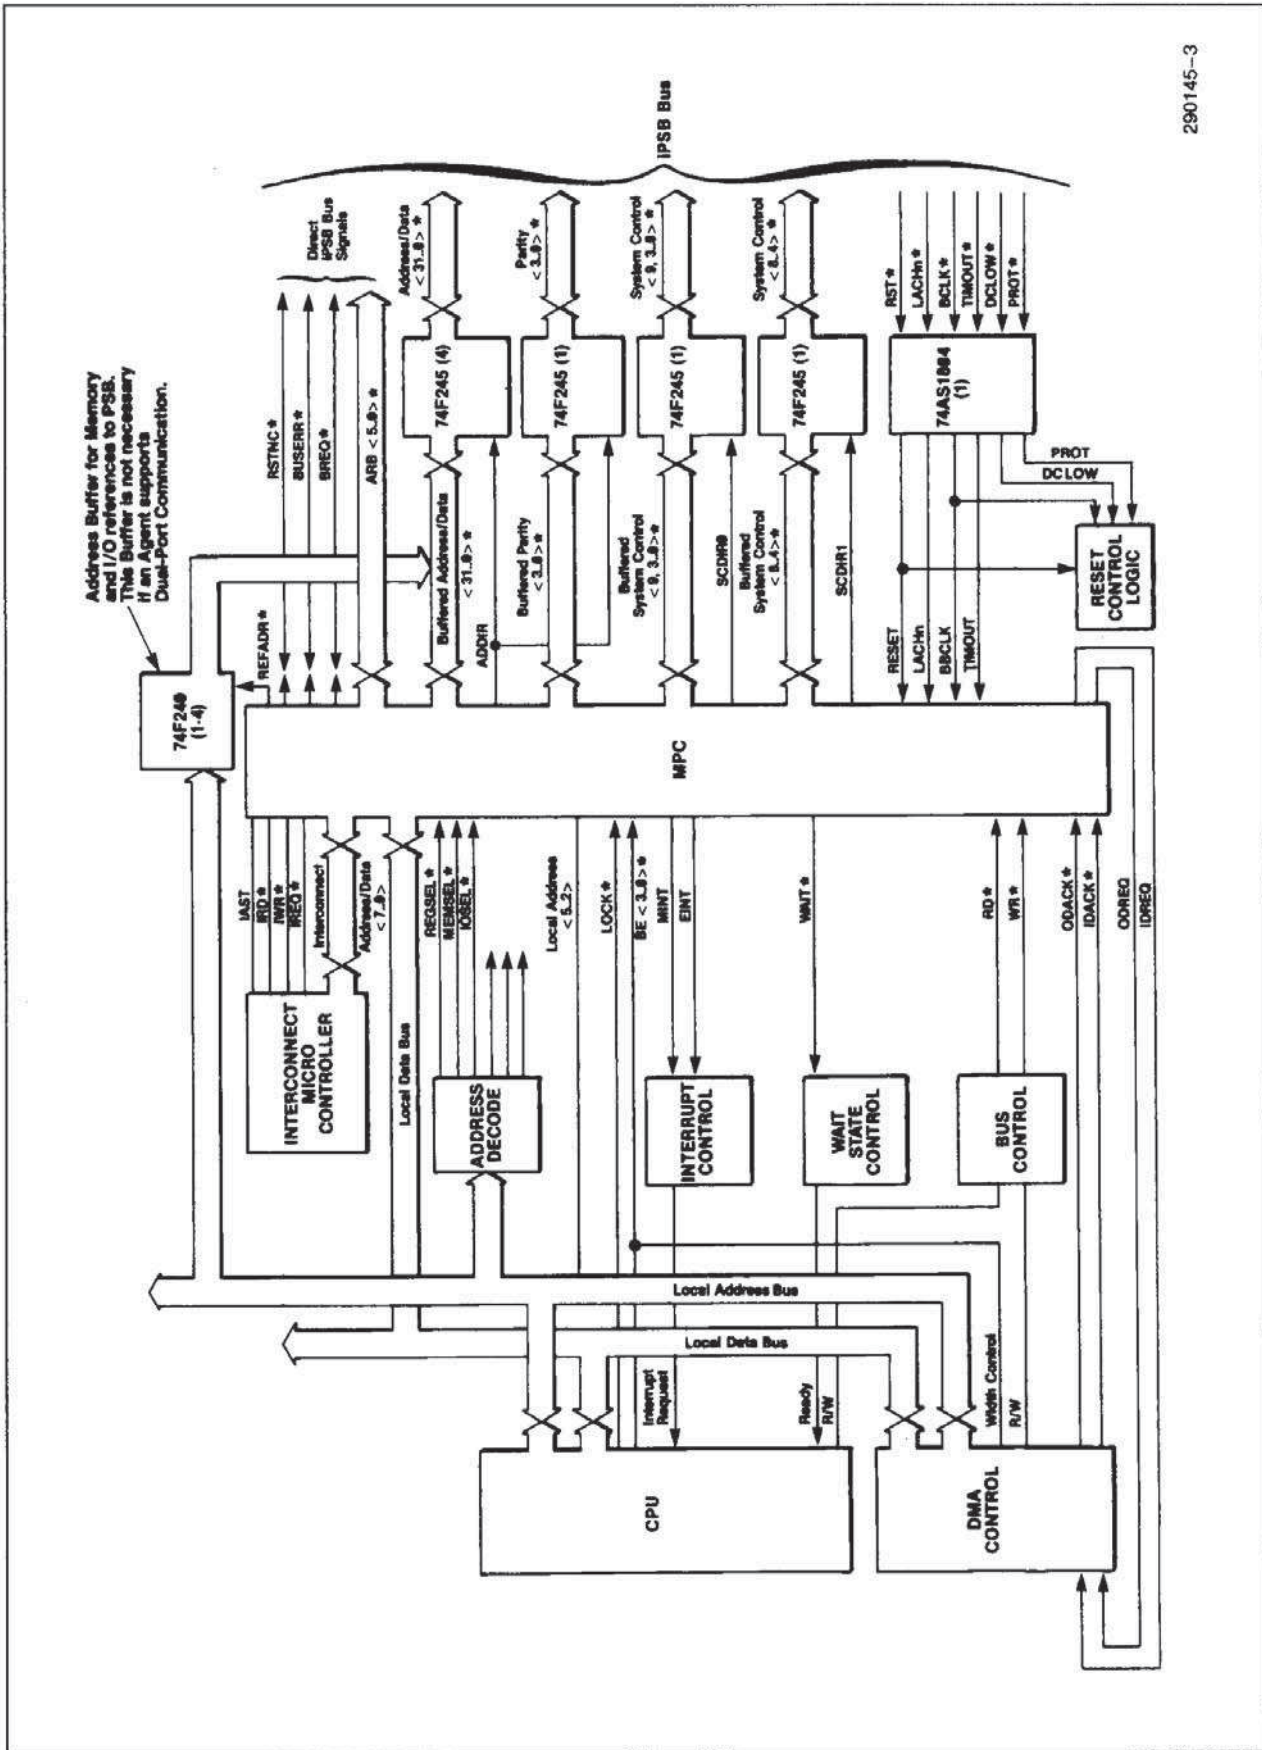 Address Buffer for Memory
and I/O references to PSB.
This Buffer is not necessary
if an Agent supports
Dual-Port Communication.
74F240
(1-4)
REFADR*
RSTNC*
BUSERR*
BREQ*
ARB <5..0>*
Direct
iPSB Bus
Signals
iPSB Bus
Buffered Address/Data
<31..0>*
74F245 (4)
Address/Data
<31..0>*
ADDIR
Buffered Parity
<3..0>*
74F245 (1)
Parity
<3..0>*
Buffered
System Control
<9, 3..0>*
74F245 (1)
System Control
<9, 3..0>*
SCDIR0
Buffered
System Control
<8..4>*
74F245 (1)
System Control
<8..4>*
SCDIR1
RESET
LACHn
BBCLK
TIMOUT
74AS1804
(1)
RST*
LACHn*
BCLK*
TIMOUT*
DCLOW*
PROT*
PROT
DCLOW
RESET
CONTROL
LOGIC
MPC
IAST
IRD*
IWR*
IREQ*
Interconnect
Address/Data
<7..0>
INTERCONNECT
MICRO
CONTROLLER
Local Data Bus
REGSEL*
MEMSEL*
IOSEL*
ADDRESS
DECODE
Local Address
<5..2>
LOCK*
BE <3..0>*
MINT
EINT
INTERRUPT
CONTROL
WAIT*
WAIT
STATE
CONTROL
RD*
WR*
BUS
CONTROL
ODACK*
IDACK*
ODREQ
IDREQ
Local Address Bus
Local Data Bus
Interrupt
Request
Ready
R/W
Width Control
R/W
CPU
DMA
CONTROL
290145-3